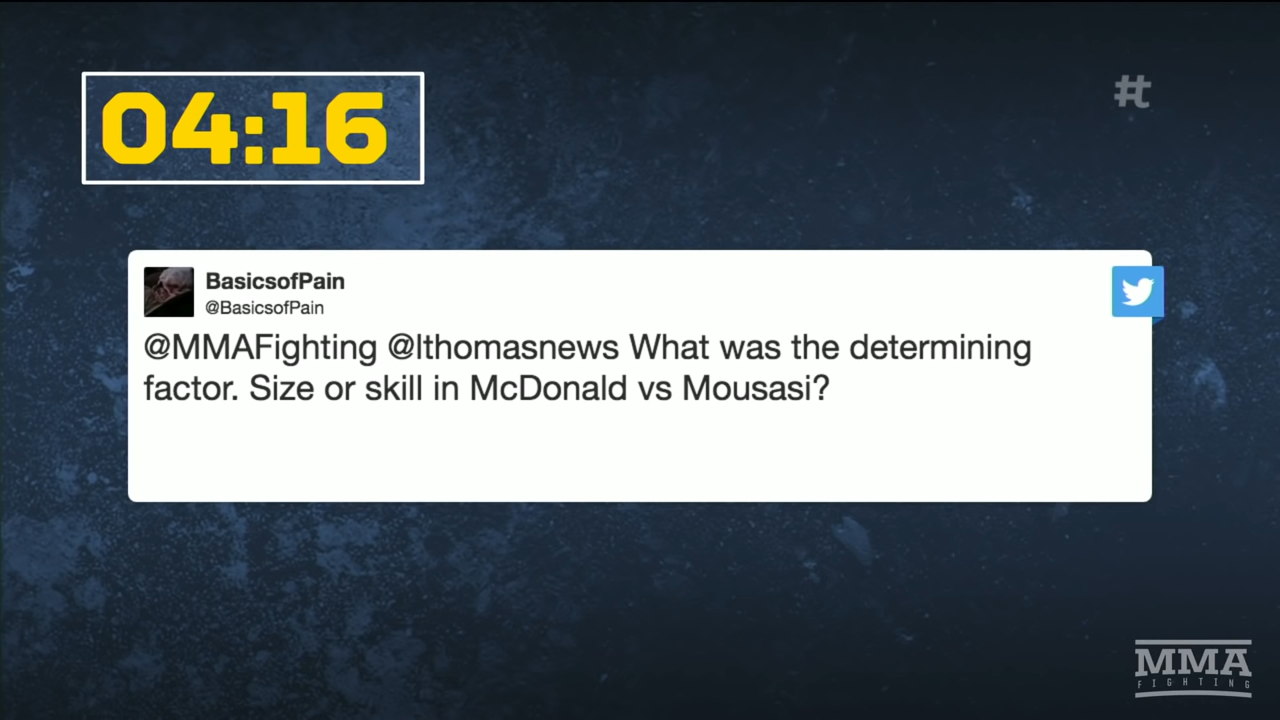 04:16
#t
BasicsofPain
@BasicsofPain
@MMAFighting @lthomasnews What was the determining
factor. Size or skill in McDonald vs Mousasi?
MMA
FIGHTING